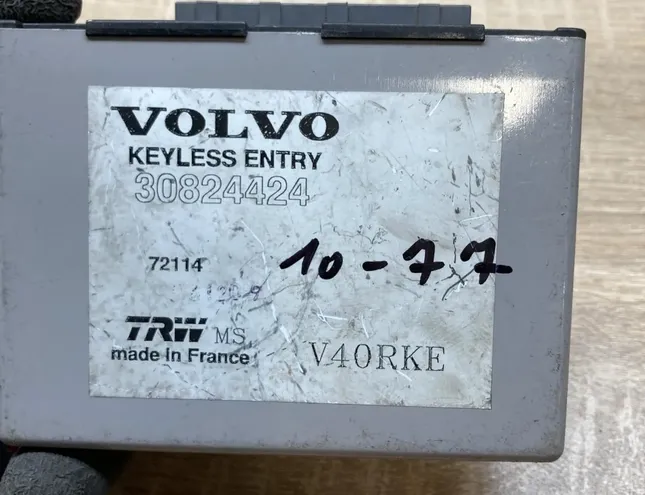 VOLVO
KEYLESS ENTRY
30824424
72114
10-77
TRW MS
made in France
V40RKE